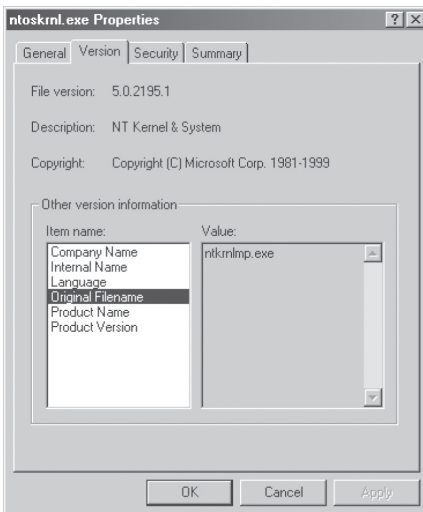 ntoskrnl.exe Properties
General Version Security Summary
File version: 5.0.2195.1
Description: NT Kernel & System
Copyright: Copyright (C) Microsoft Corp. 1981-1999
Other version information
Item name: Value:
Company Name ntkrnlmp.exe
Internal Name
Language
Original Filename
Product Name
Product Version
OK Cancel Apply